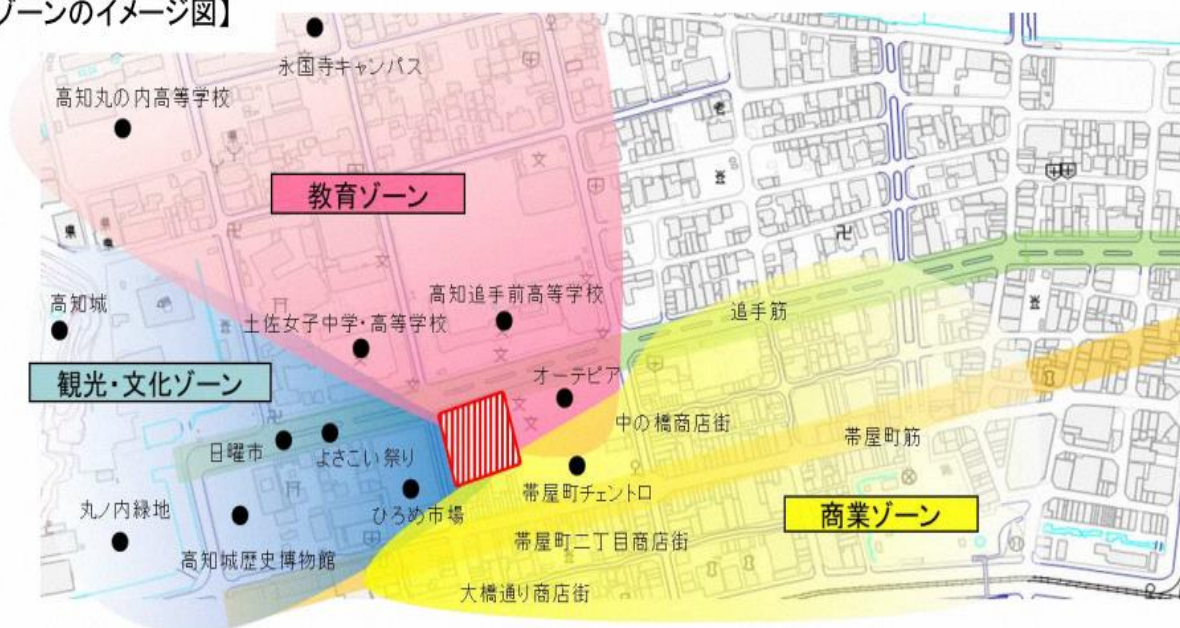 ゾーンのイメージ図】
永国寺キャンパス
高知丸の内高等学校
教育ゾーン
高知城
高知追手前高等学校
土佐女子中学・高等学校
追手筋
観光・文化ゾーン
オーテピア
中の橋商店街
帯屋町筋
日曜市
よさこい祭り
帯屋町チェントロ
丸ノ内緑地
ひろめ市場
商業ゾーン
高知城歴史博物館
帯屋町二丁目商店街
大橋通り商店街